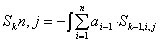 S_k n, j = -∫∑_{i=1}^{n} a_{i-1} · S_{k-1,i,j}